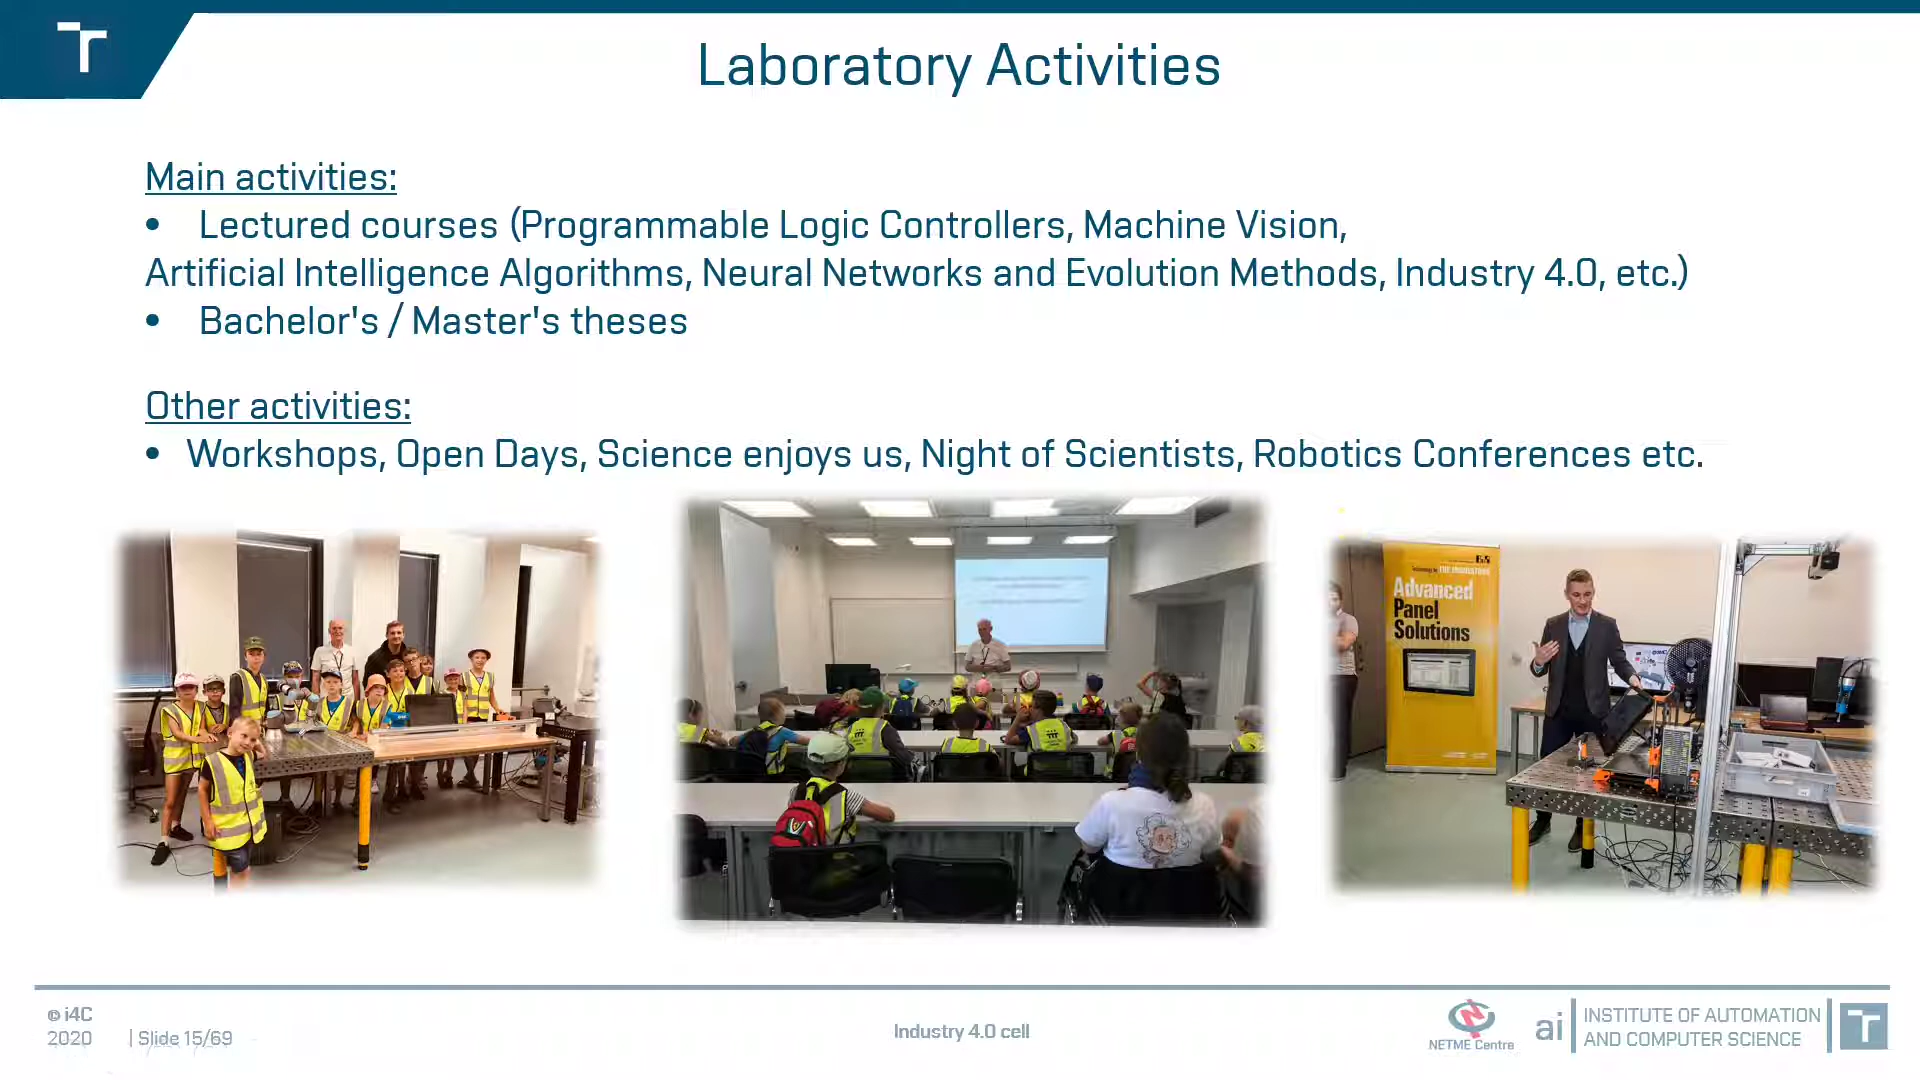 Laboratory Activities
Main activities:
• Lectured courses (Programmable Logic Controllers, Machine Vision,
Artificial Intelligence Algorithms, Neural Networks and Evolution Methods, Industry 4.0, etc.)
• Bachelor's / Master's theses
Other activities:
• Workshops, Open Days, Science enjoys us, Night of Scientists, Robotics Conferences etc.
Advanced
Panel
Solutions
© i4C
2020
| Slide 15/69
Industry 4.0 cell
NETME Centre
ai
INSTITUTE OF AUTOMATION
AND COMPUTER SCIENCE